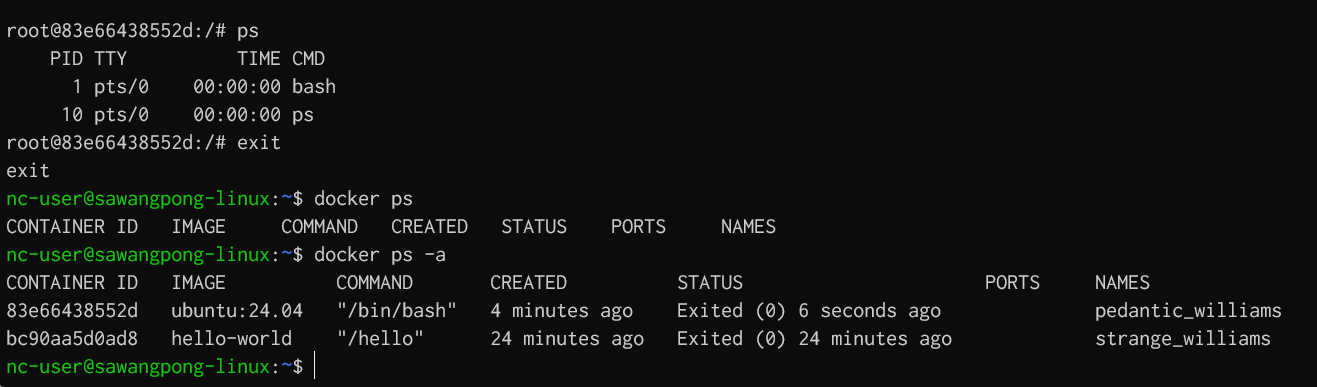 root@83e66438552d:/# ps
    PID TTY          TIME CMD
      1 pts/0    00:00:00 bash
     10 pts/0    00:00:00 ps
root@83e66438552d:/# exit
exit
nc-user@sawangpong-linux:~$ docker ps
CONTAINER ID   IMAGE     COMMAND   CREATED   STATUS    PORTS     NAMES
nc-user@sawangpong-linux:~$ docker ps -a
CONTAINER ID   IMAGE          COMMAND       CREATED          STATUS                      PORTS     NAMES
83e66438552d   ubuntu:24.04   "/bin/bash"   4 minutes ago    Exited (0) 6 seconds ago              pedantic_williams
bc90aa5d0ad8   hello-world    "/hello"      24 minutes ago   Exited (0) 24 minutes ago             strange_williams
nc-user@sawangpong-linux:~$